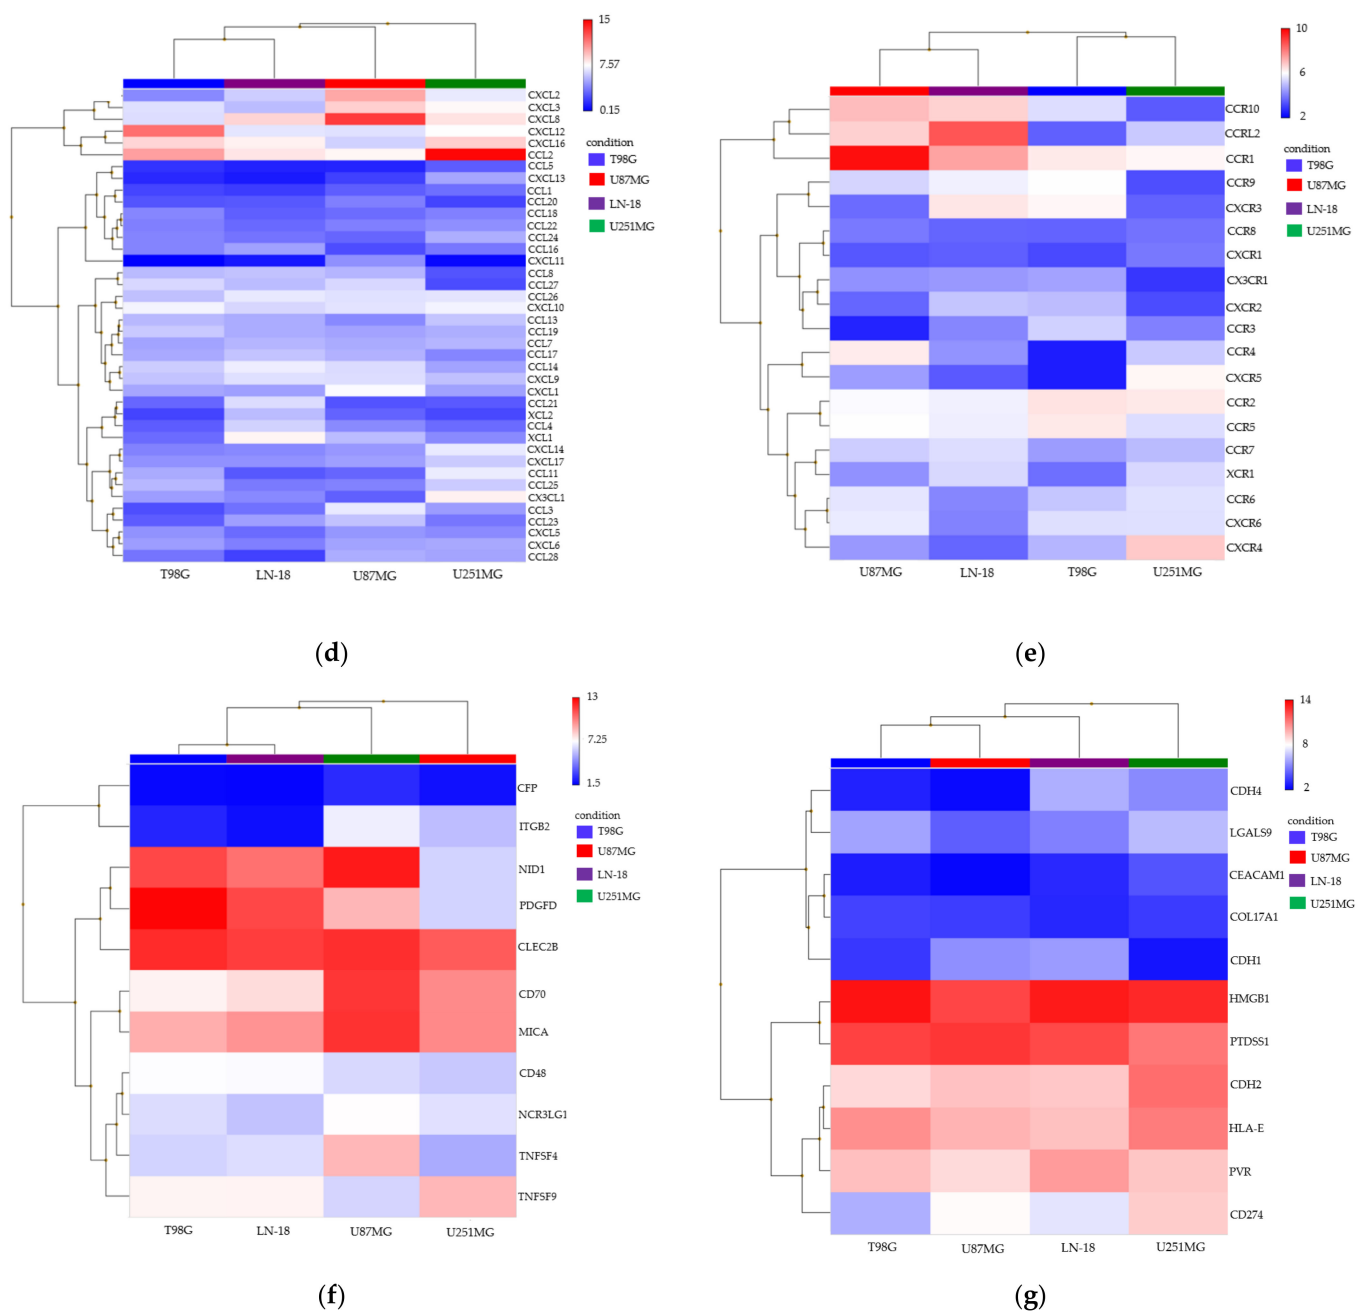 15
7.57
0.15
condition
T98G
U87MG
LN-18
U251MG
CXCL2
CXCL3
CXCL8
CXCL12
CXCL16
CCL2
CCL5
CXCL13
CCL1
CCL20
CCL18
CCL22
CCL24
CCL16
CXCL11
CCL8
CCL27
CCL26
CXCL10
CCL13
CCL19
CCL7
CCL17
CCL14
CXCL9
CXCL1
CCL21
XCL2
CCL4
XCL1
CXCL14
CXCL17
CCL11
CCL25
CX3CL1
CCL3
CCL23
CXCL5
CXCL6
CCL28
T98G LN-18 U87MG U251MG
(d)
10
6
2
condition
T98G
U87MG
LN-18
U251MG
CCR10
CCRL2
CCR1
CCR9
CXCR3
CCR8
CXCR1
CX3CR1
CXCR2
CCR3
CCR4
CXCR5
CCR2
CCR5
CCR7
XCR1
CCR6
CXCR6
CXCR4
U87MG LN-18 T98G U251MG
(e)
13
7.25
1.5
condition
T98G
U87MG
LN-18
U251MG
CFP
ITGB2
NID1
PDGFD
CLEC2B
CD70
MICA
CD48
NCR3LG1
TNFSF4
TNFSF9
T98G LN-18 U87MG U251MG
(f)
14
8
2
condition
T98G
U87MG
LN-18
U251MG
CDH4
LGALS9
CEACAM1
COL17A1
CDH1
HMGB1
PTDSS1
CDH2
HLA-E
PVR
CD274
T98G U87MG LN-18 U251MG
(g)